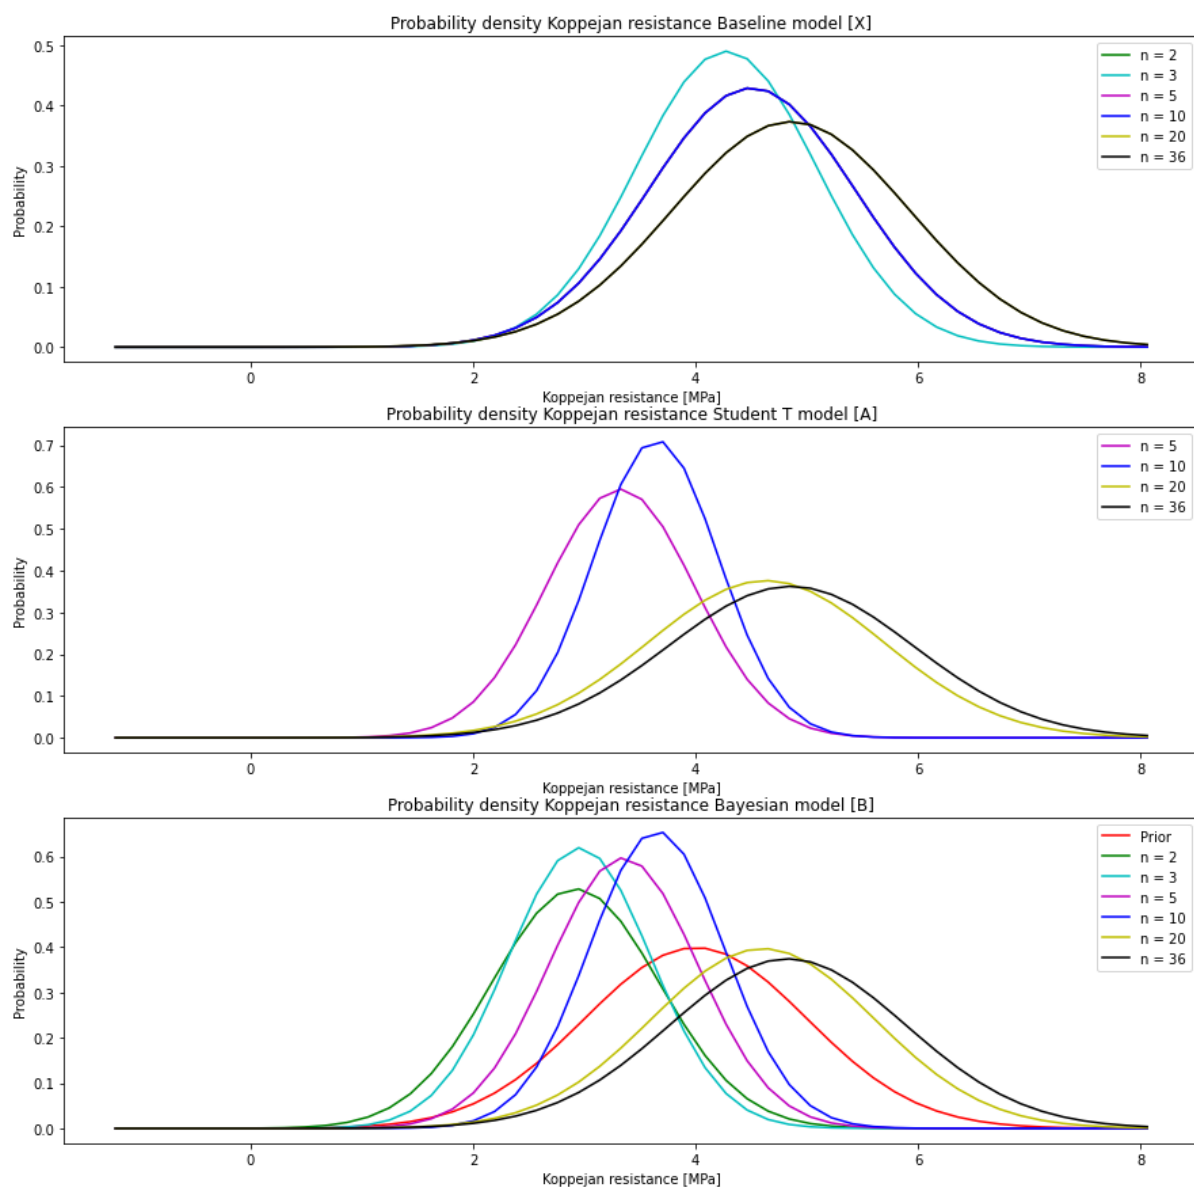 Probability density Koppejan resistance Baseline model [X]
0.5
0.4
0.3
0.2
0.1
0.0
Probability
n = 2
n = 3
n = 5
n = 10
n = 20
n = 36
0 2 4 6 8
Koppejan resistance [MPa]
Probability density Koppejan resistance Student T model [A]
0.7
0.6
0.5
0.4
0.3
0.2
0.1
0.0
Probability
n = 5
n = 10
n = 20
n = 36
0 2 4 6 8
Koppejan resistance [MPa]
Probability density Koppejan resistance Bayesian model [B]
0.6
0.5
0.4
0.3
0.2
0.1
0.0
Probability
Prior
n = 2
n = 3
n = 5
n = 10
n = 20
n = 36
0 2 4 6 8
Koppejan resistance [MPa]